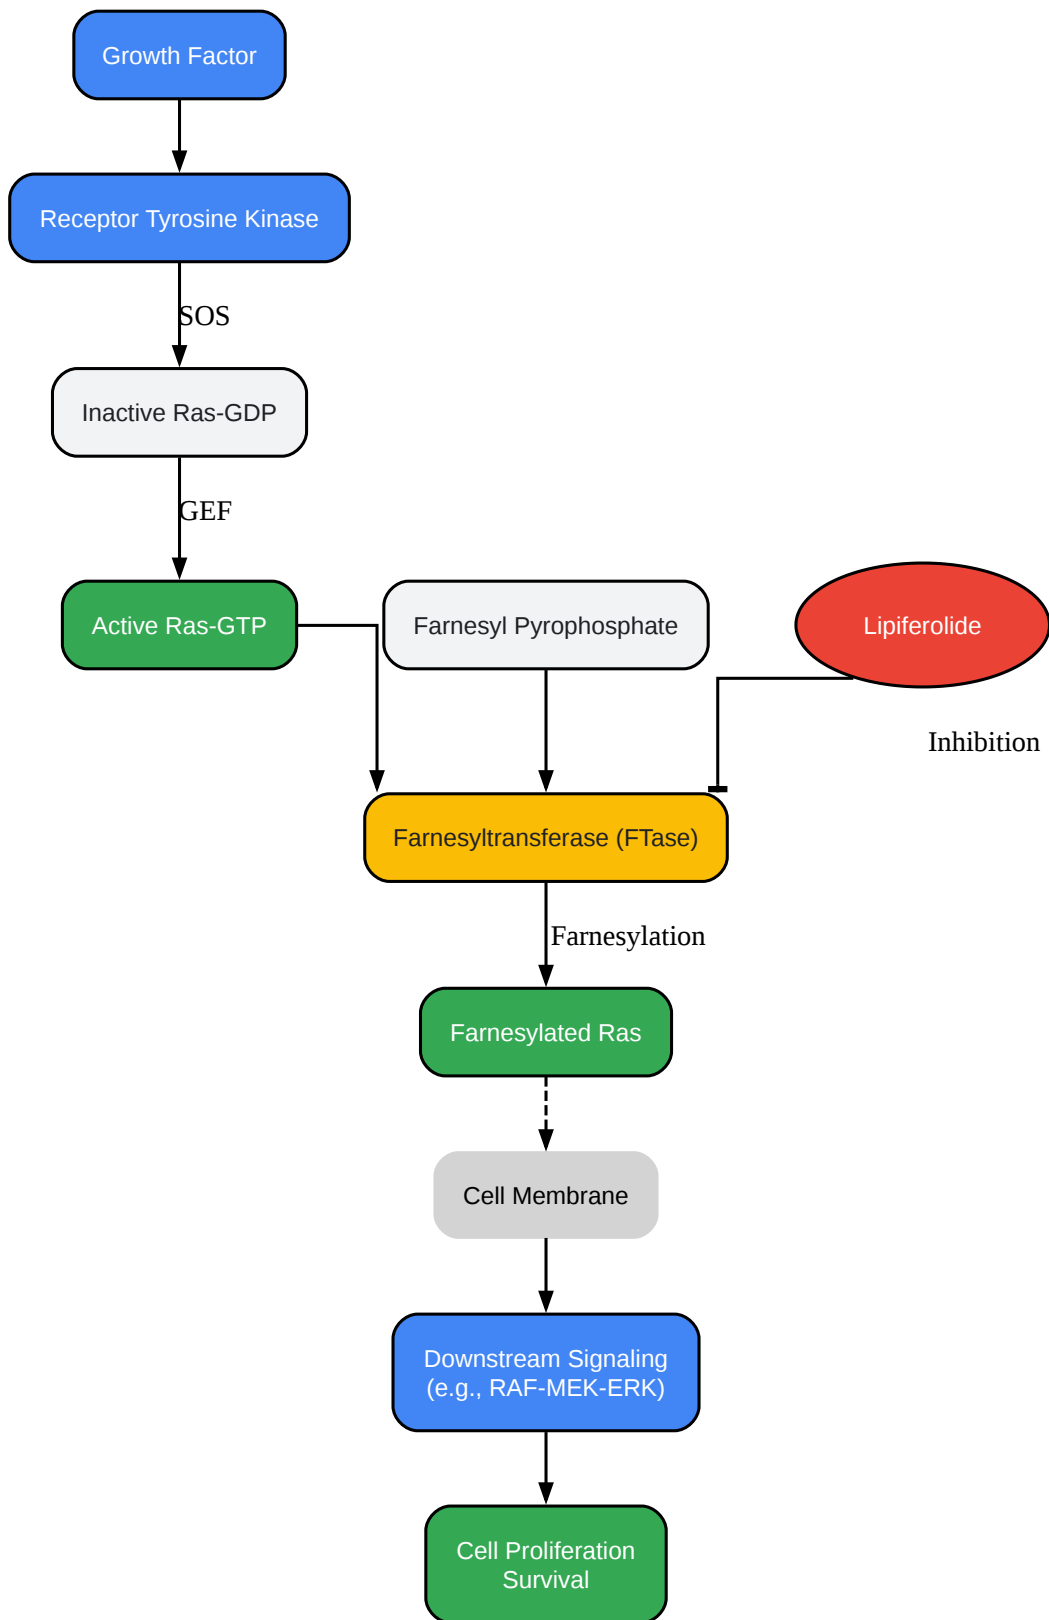 Growth Factor
Receptor Tyrosine Kinase
SOS
Inactive Ras-GDP
GEF
Active Ras-GTP
Farnesyl Pyrophosphate
Lipiferolide
Inhibition
Farnesyltransferase (FTase)
Farnesylation
Farnesylated Ras
Cell Membrane
Downstream Signaling
(e.g., RAF-MEK-ERK)
Cell Proliferation
Survival